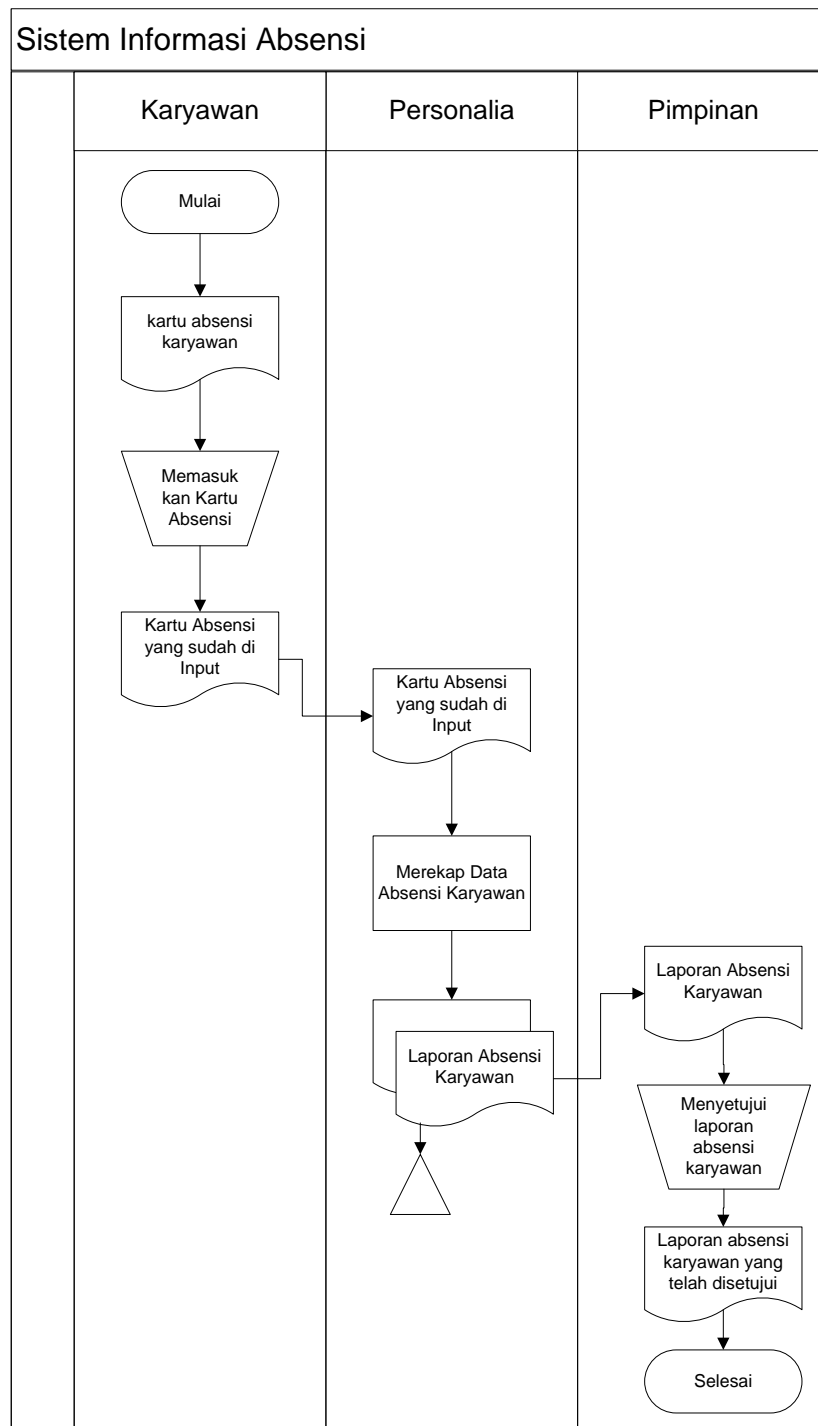 Sistem Informasi Absensi
Karyawan
Personalia
Pimpinan
Mulai
kartu absensi
karyawan
Memasuk
kan Kartu
Absensi
Kartu Absensi
yang sudah di
Input
Kartu Absensi
yang sudah di
Input
Merekap Data
Absensi Karyawan
Laporan Absensi
Karyawan
Laporan Absensi
Karyawan
Menyetujui
laporan
absensi
karyawan
Laporan absensi
karyawan yang
telah disetujui
Selesai